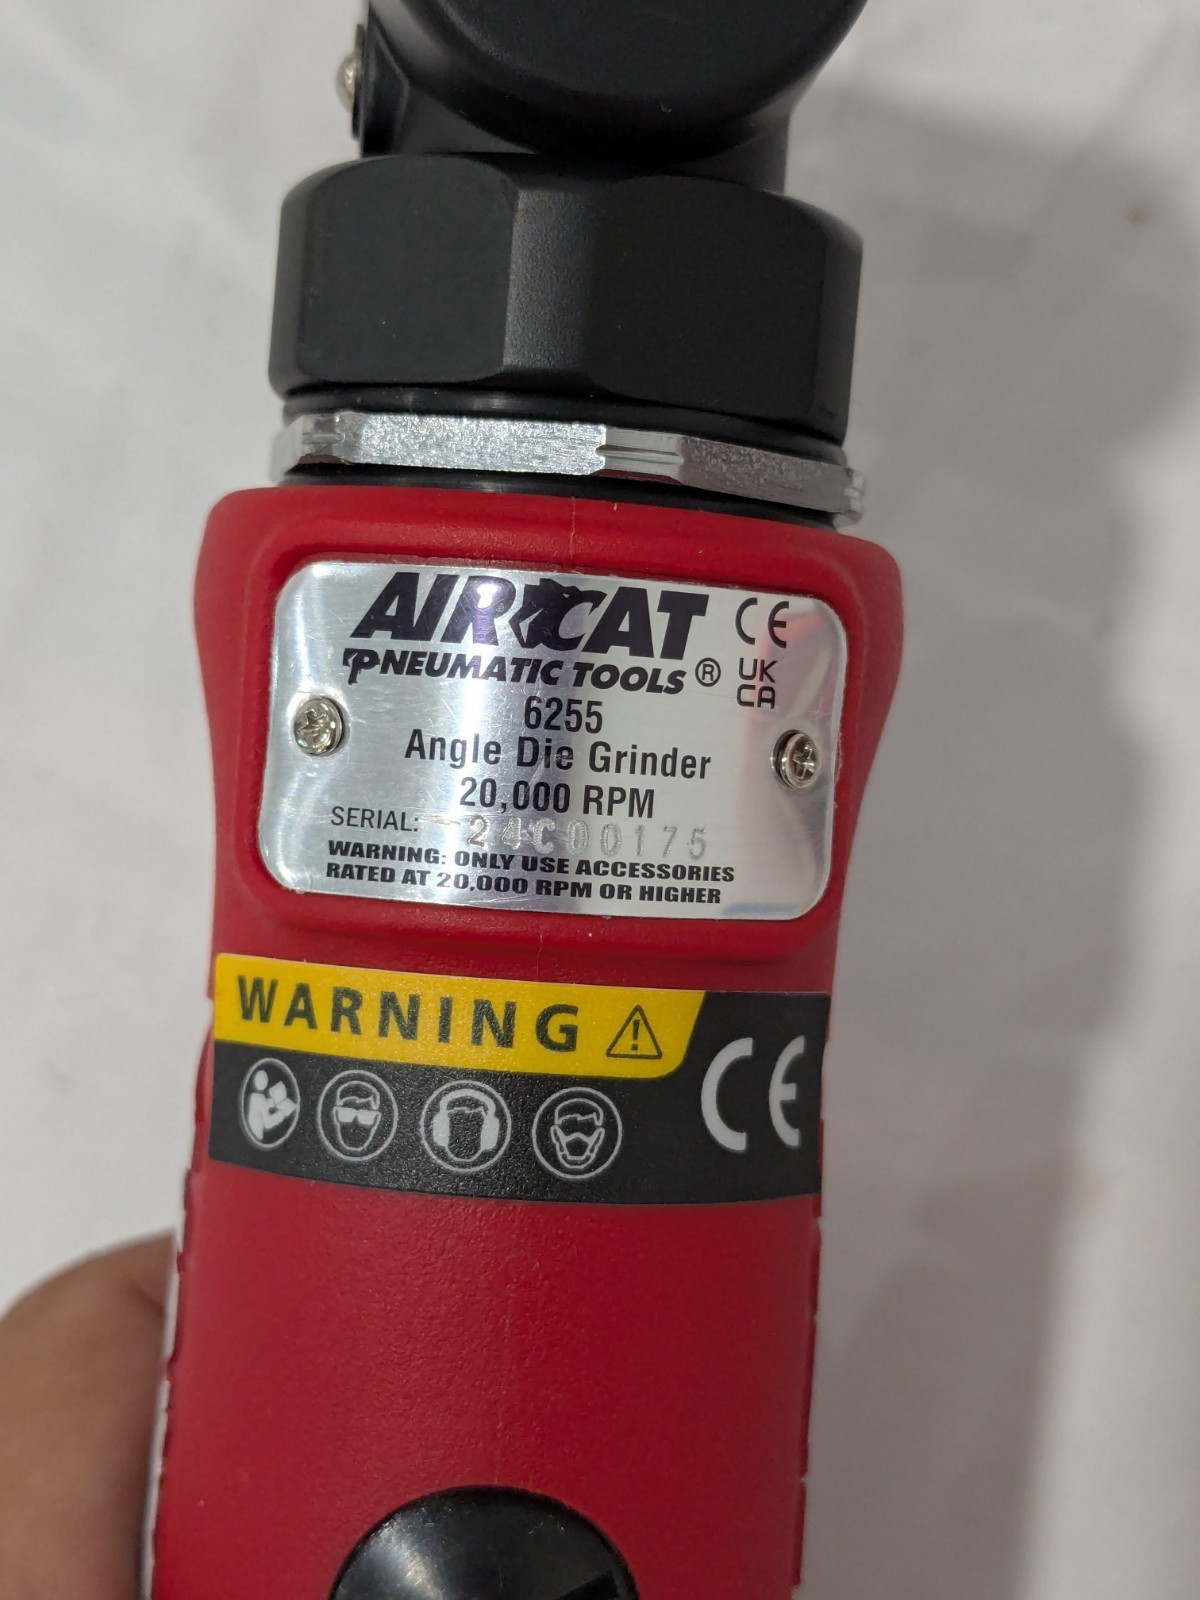 AIRCAT
PNEUMATIC TOOLS®
CE
UK
CA
6255
Angle Die Grinder
20,000 RPM
SERIAL: 24C00175
WARNING: ONLY USE ACCESSORIES
RATED AT 20,000 RPM OR HIGHER
WARNING
CE